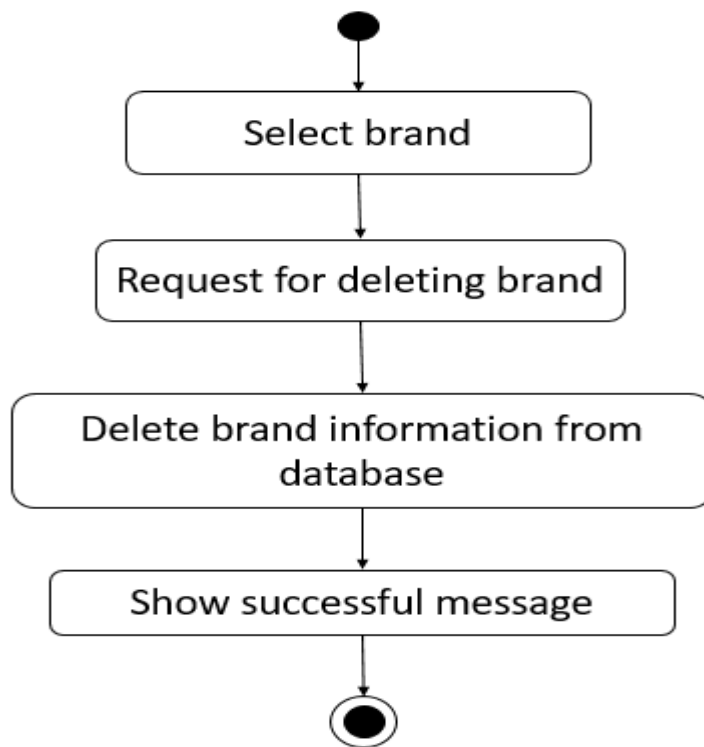 Select brand
Request for deleting brand
Delete brand information from
database
Show successful message